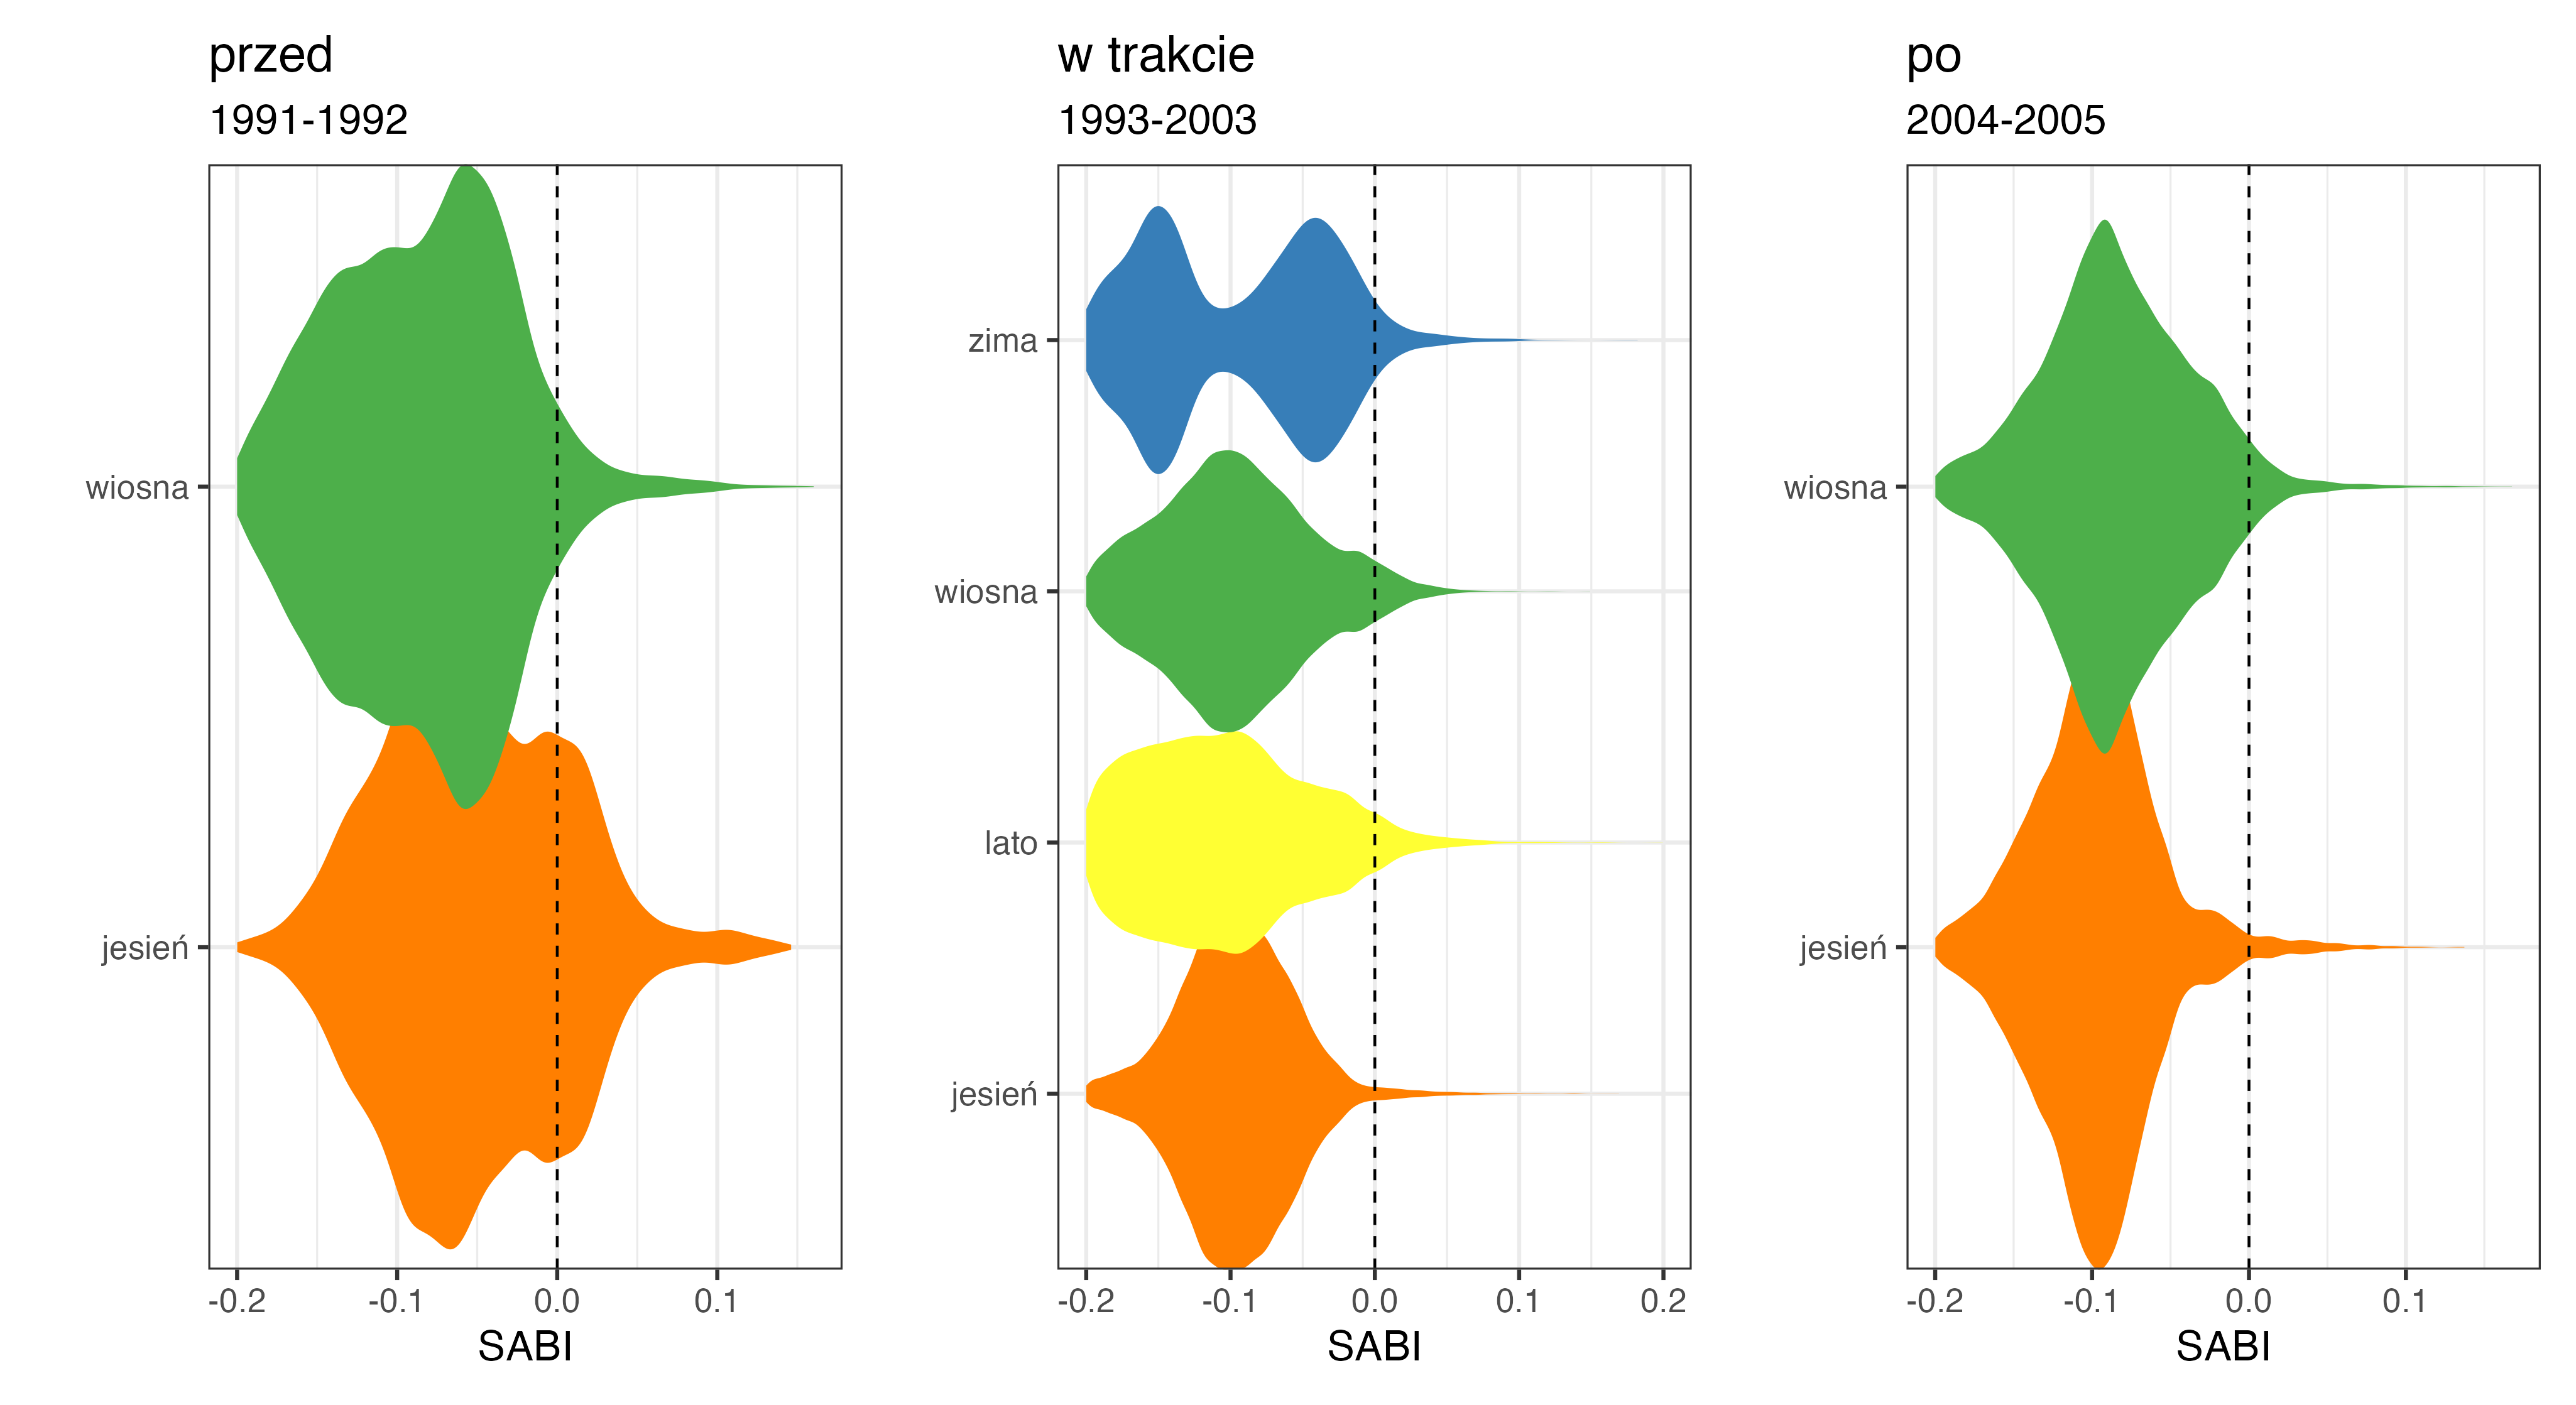 przed
1991-1992
wiosna
jesień
-0.2 -0.1 0.0 0.1
SABI
w trakcie
1993-2003
zima
wiosna
lato
jesień
-0.2 -0.1 0.0 0.1 0.2
SABI
po
2004-2005
wiosna
jesień
-0.2 -0.1 0.0 0.1
SABI